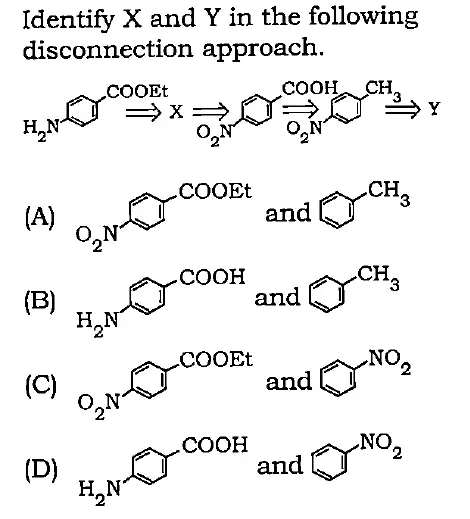 Identify X and Y in the following
disconnection approach.
H₂N COOEt ⟹ X ⟹ O₂N COOH ⟹ O₂N CH₃ ⟹ Y
(A) O₂N COOEt and CH₃
(B) H₂N COOH and CH₃
(C) O₂N COOEt and NO₂
(D) H₂N COOH and NO₂